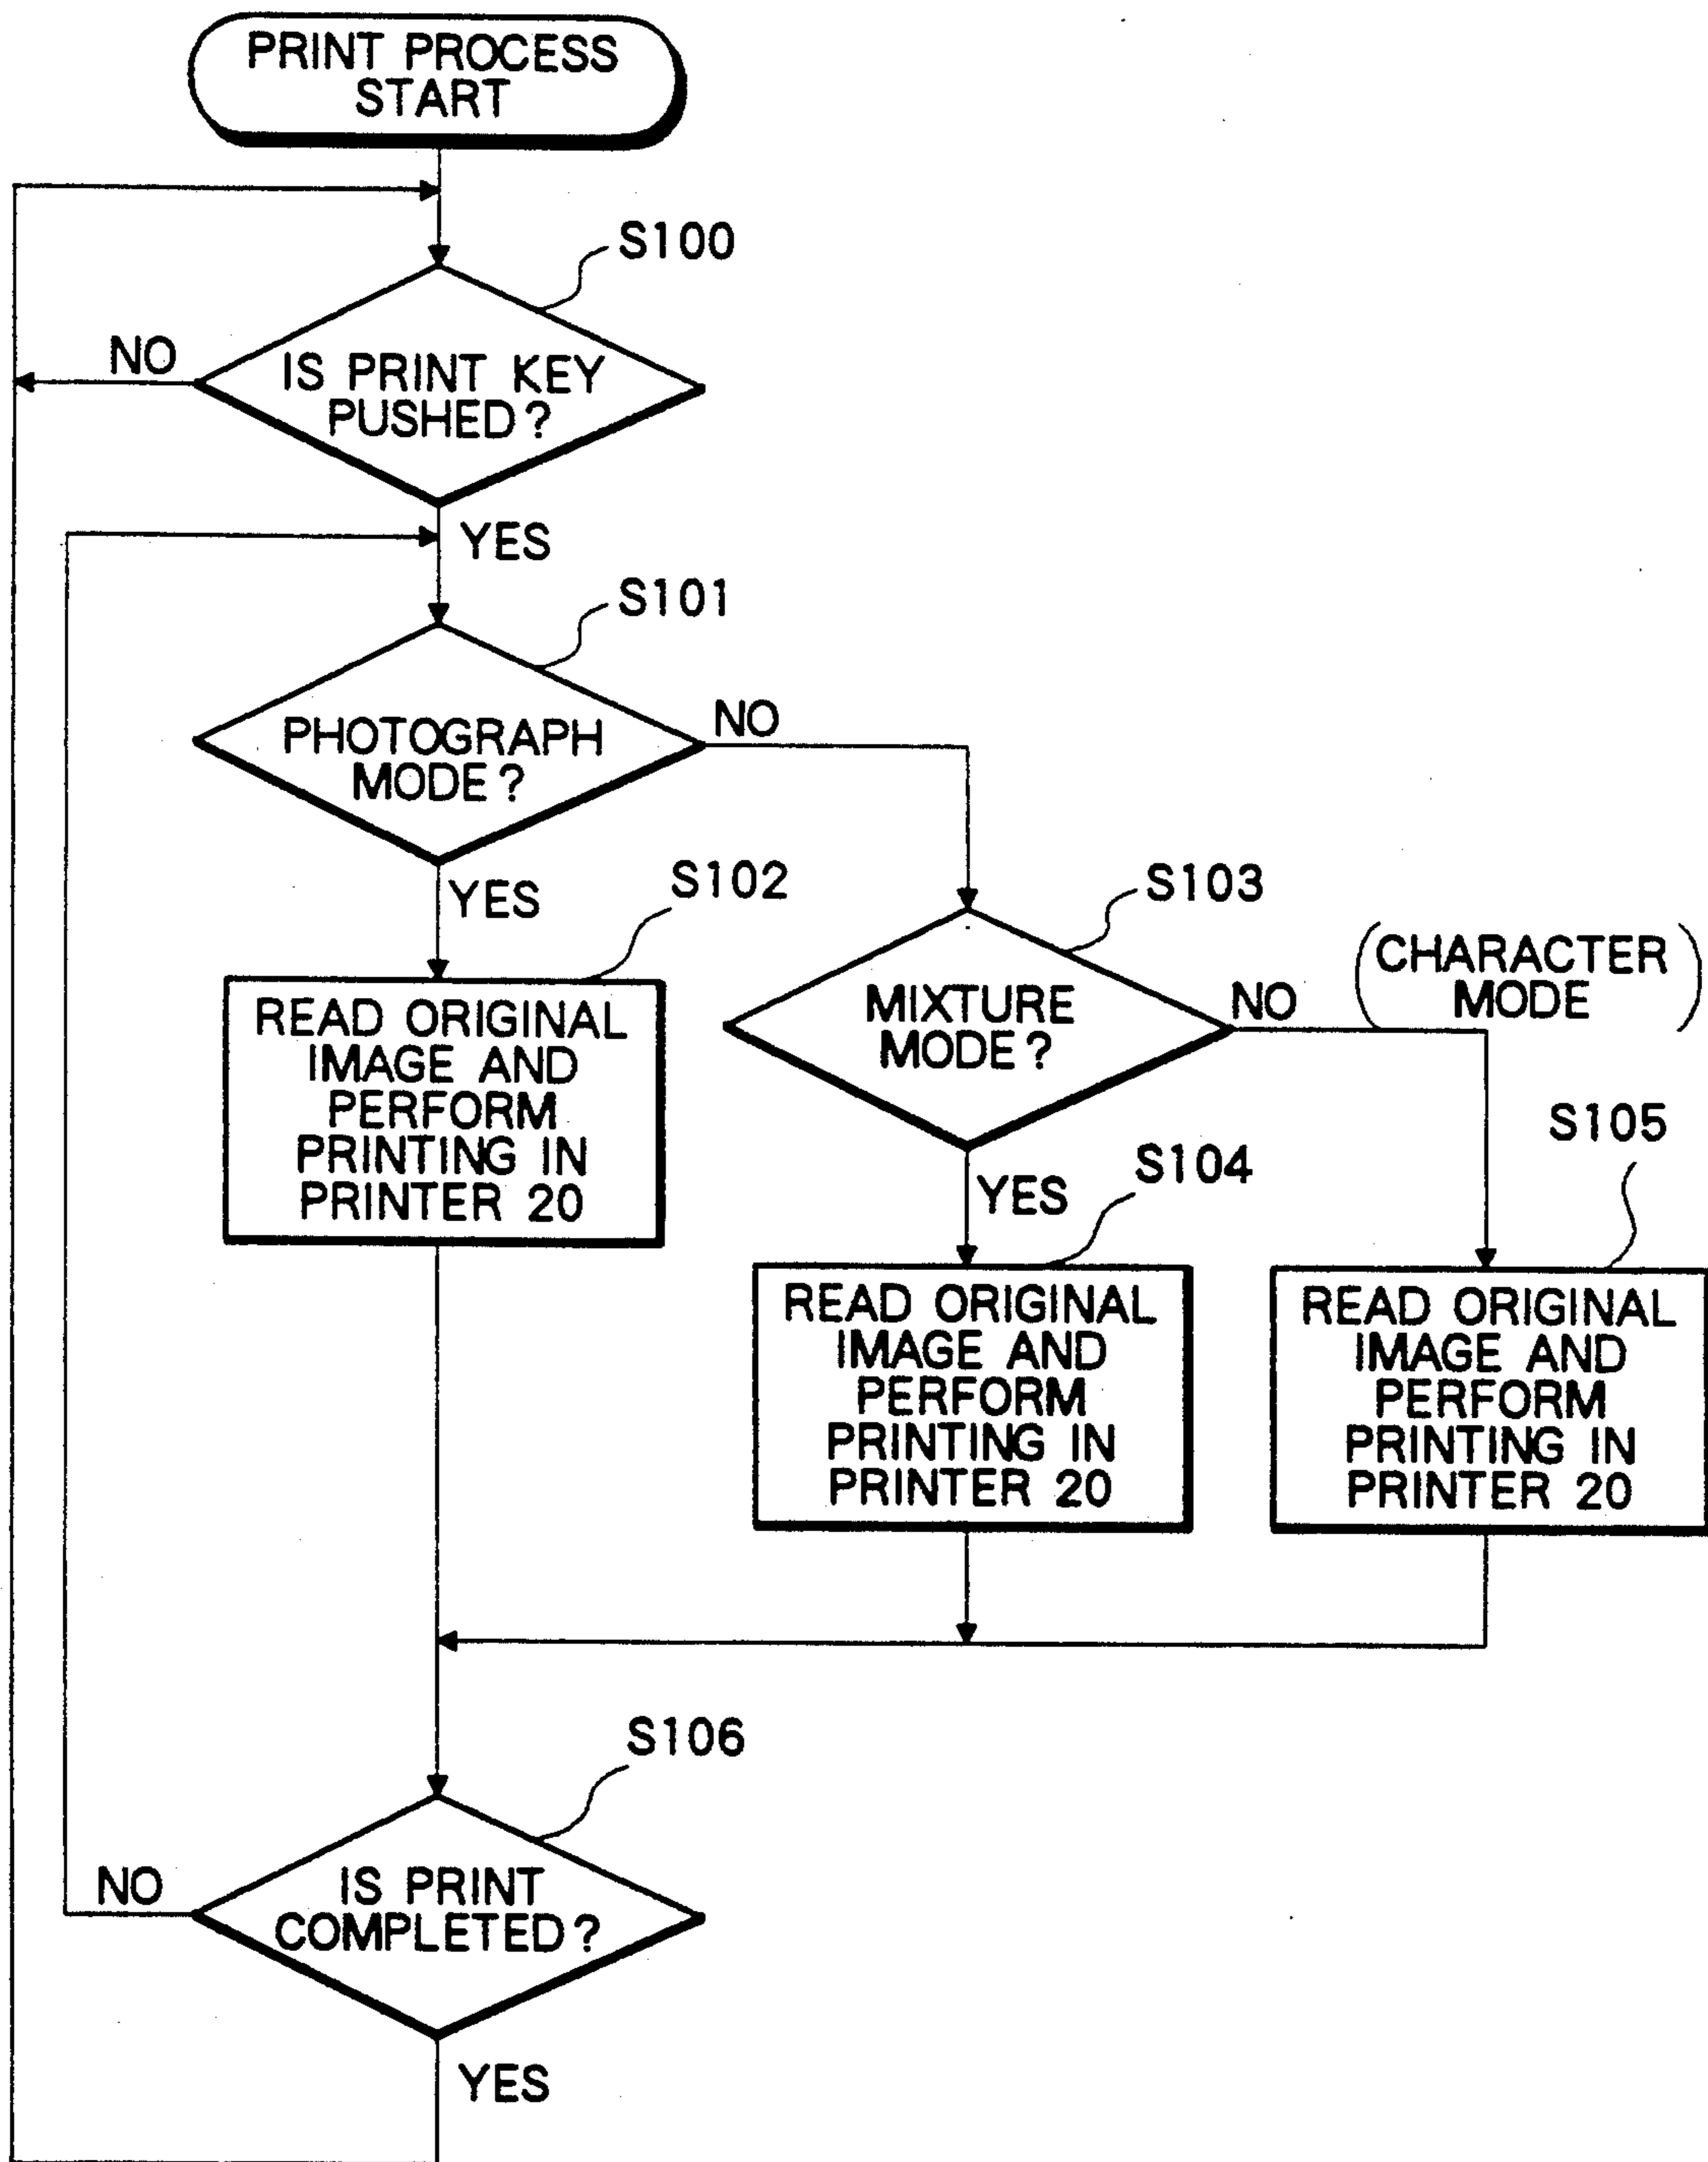 PRINT PROCESS
START
S100
NO
IS PRINT KEY
PUSHED?
YES
S101
PHOTOGRAPH
MODE?
NO
YES
S102
READ ORIGINAL
IMAGE AND
PERFORM
PRINTING IN
PRINTER 20
S103
MIXTURE
MODE?
NO
(CHARACTER
MODE)
YES
S104
READ ORIGINAL
IMAGE AND
PERFORM
PRINTING IN
PRINTER 20
S105
READ ORIGINAL
IMAGE AND
PERFORM
PRINTING IN
PRINTER 20
S106
NO
IS PRINT
COMPLETED?
YES